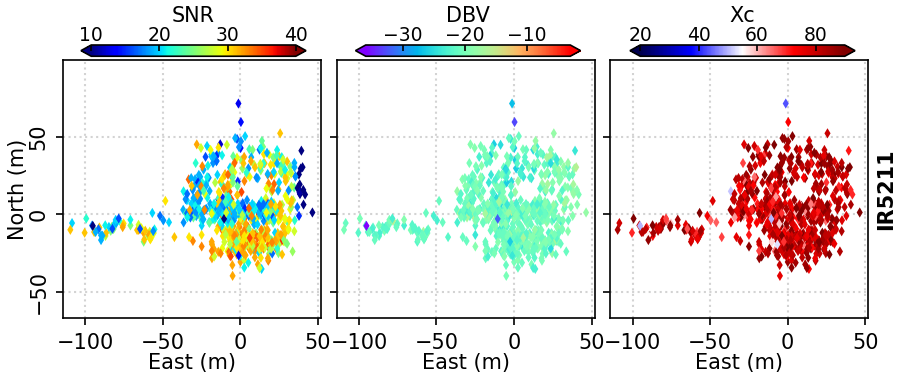 SNR DBV Xc
10 20 30 40 −30 −20 −10 20 40 60 80
North (m)
50
0
−50
IR5211
−100 −50 0 50 −100 −50 0 50 −100 −50 0 50
East (m) East (m) East (m)